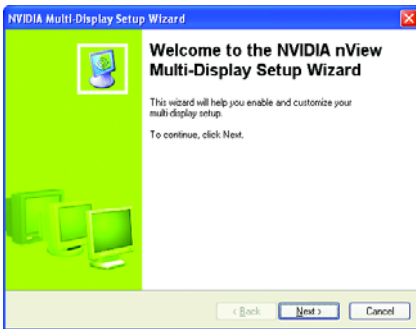 NVIDIA Multi-Display Setup Wizard
Welcome to the NVIDIA nView
Multi-Display Setup Wizard
This wizard will help you enable and customize your
multi display setup.
To continue, click Next.
< Back
Next >
Cancel